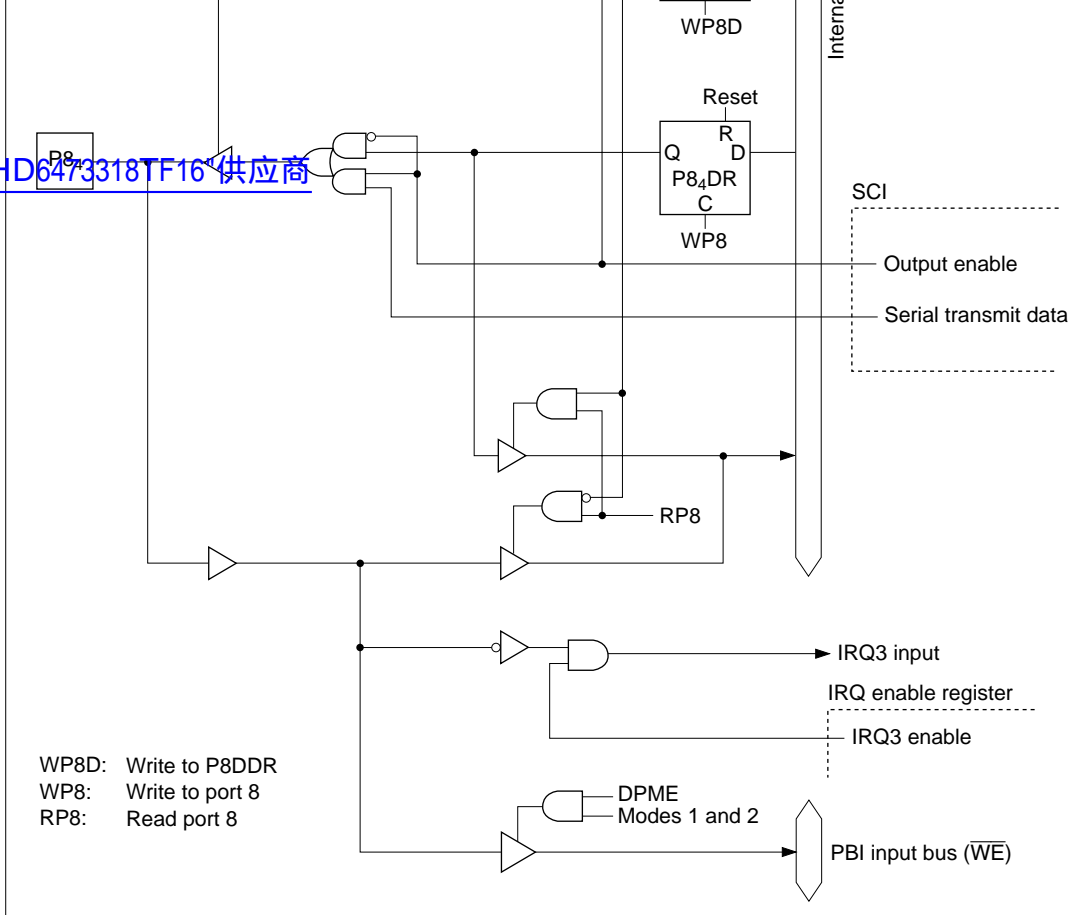 WP8D
Interna
Reset
R
Q D
P8₄DR
C
WP8
P8₄
HD6473318TF16"供应商
SCI
Output enable
Serial transmit data
RP8
IRQ3 input
IRQ enable register
IRQ3 enable
WP8D: Write to P8DDR
WP8: Write to port 8
RP8: Read port 8
DPME
Modes 1 and 2
PBI input bus (W̅E̅)